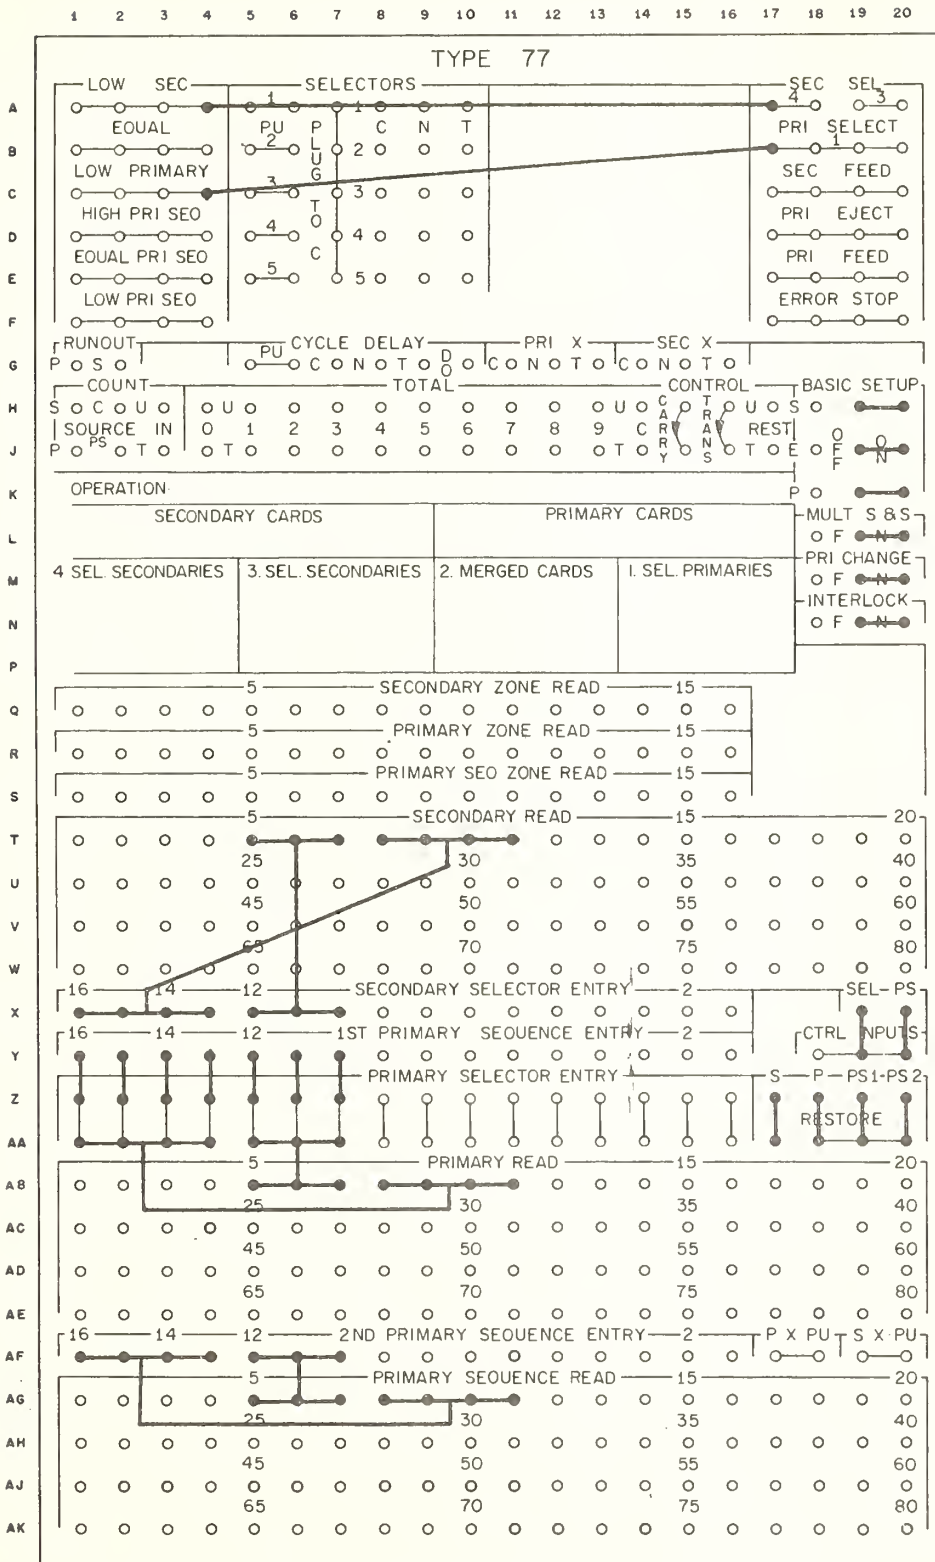 1 2 3 4 5 6 7 8 9 10 11 12 13 14 15 16 17 18 19 20
TYPE 77
LOW SEC SELECTORS SEC SEL
A 1 1 4 3
EQUAL PU P C N T PRI SELECT
B 2 L 2 1
LOW PRIMARY U G SEC FEED
C 3 3
HIGH PRI SEQ T O PRI EJECT
D 4 4
EQUAL PRI SEQ C PRI FEED
E 5 5
LOW PRI SEQ ERROR STOP
F
RUNOUT CYCLE DELAY PRI X SEC X
G P S PU C N T DO C N T C N T
COUNT TOTAL CONTROL BASIC SETUP
H S C U U U C CARRY TRANS U S
SOURCE IN 0 1 2 3 4 5 6 7 8 9 C REST OFF ON
J P PS T T T T E
K OPERATION P
SECONDARY CARDS PRIMARY CARDS MULT S & S
L F N
4 SEL. SECONDARIES 3. SEL. SECONDARIES 2. MERGED CARDS 1. SEL. PRIMARIES PRI CHANGE
M F N
INTERLOCK
N F N
P
5 SECONDARY ZONE READ 15
Q
5 PRIMARY ZONE READ 15
R
5 PRIMARY SEQ ZONE READ 15
S
5 SECONDARY READ 15 20
T
25 30 35 40
U
45 50 55 60
V
65 70 75 80
W
16 14 12 SECONDARY SELECTOR ENTRY 2 SEL-PS
X
16 14 12 1ST PRIMARY SEQUENCE ENTRY 2 CTRL INPUTS
Y
PRIMARY SELECTOR ENTRY S P PS1-PS2
Z
RESTORE
AA
5 PRIMARY READ 15 20
AB
25 30 35 40
AC
45 50 55 60
AD
65 70 75 80
AE
16 14 12 2ND PRIMARY SEQUENCE ENTRY 2 P X PU S X PU
AF
5 PRIMARY SEQUENCE READ 15 20
AG
25 30 35 40
AH
45 50 55 60
AJ
65 70 75 80
AK